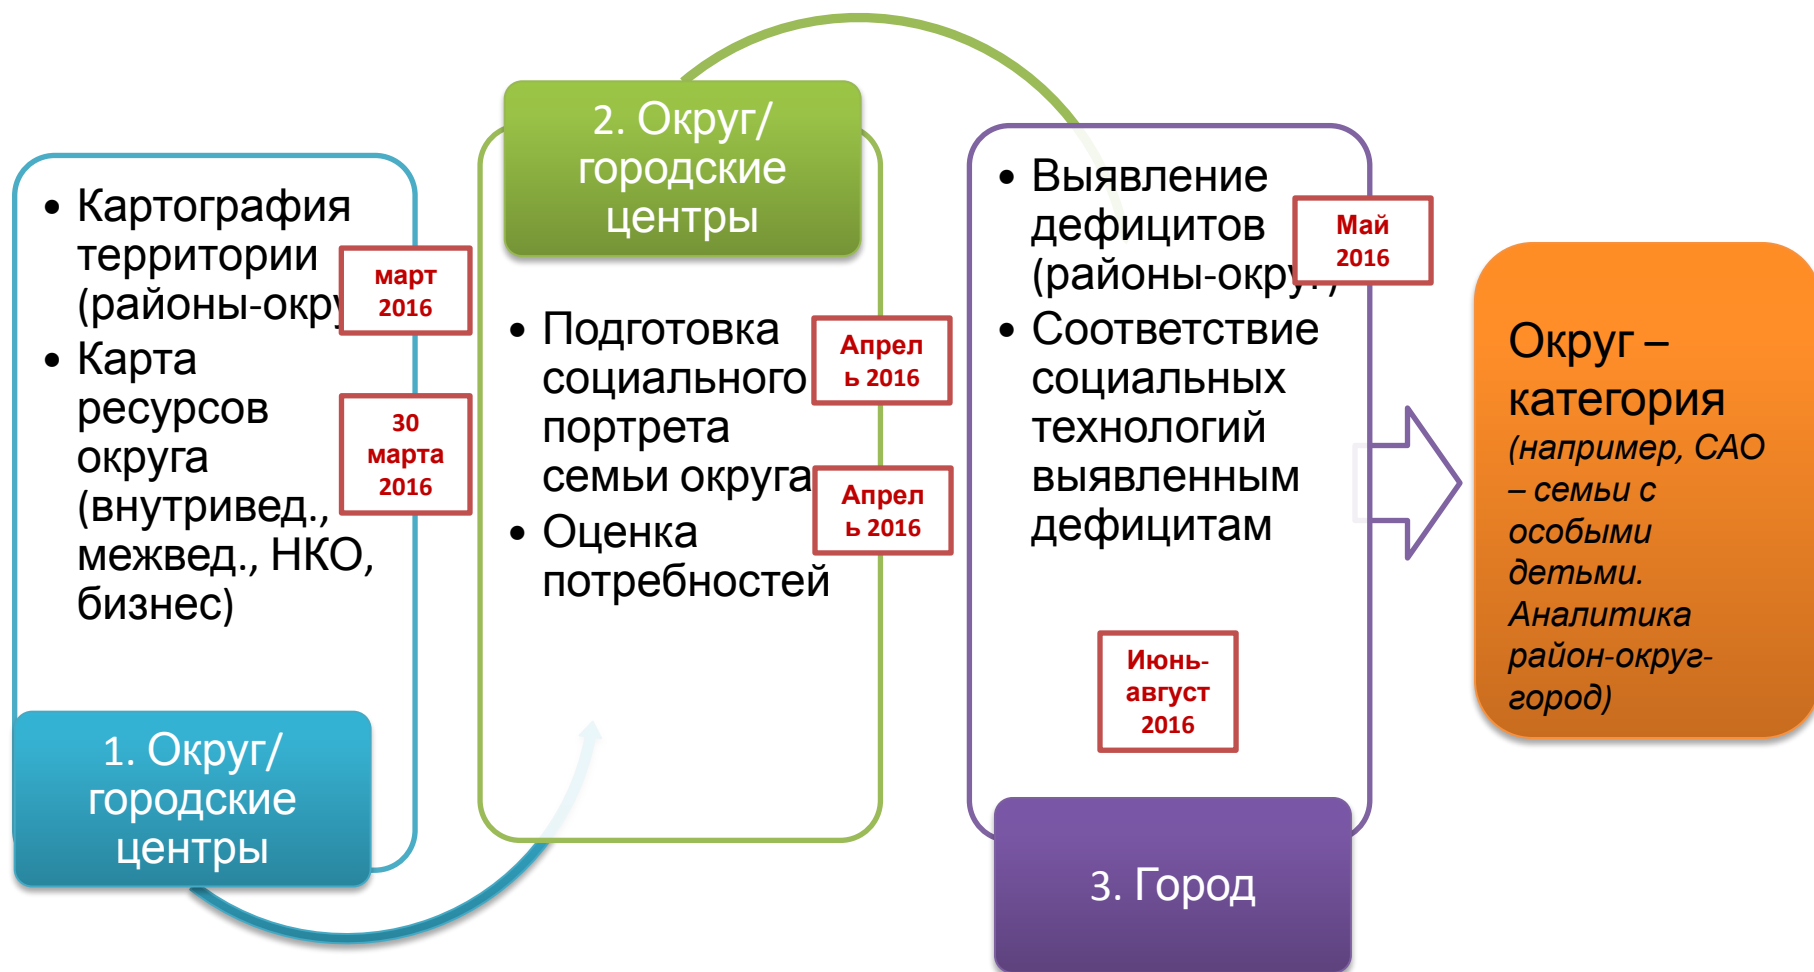 • Картография
территории
(районы-окру
март
2016
• Карта
ресурсов
округа
(внутривед.,
межвед., НКО,
бизнес)
30
марта
2016
1. Округ/
городские
центры
2. Округ/
городские
центры
• Подготовка
социального
портрета
семьи округа
Апрел
ь 2016
• Оценка
потребностей
Апрел
ь 2016
• Выявление
дефицитов
(районы-округ)
Май
2016
• Соответствие
социальных
технологий
выявленным
дефицитам
Июнь-
август
2016
3. Город
Округ –
категория
(например, САО
– семьи с
особыми
детьми.
Аналитика
район-округ-
город)